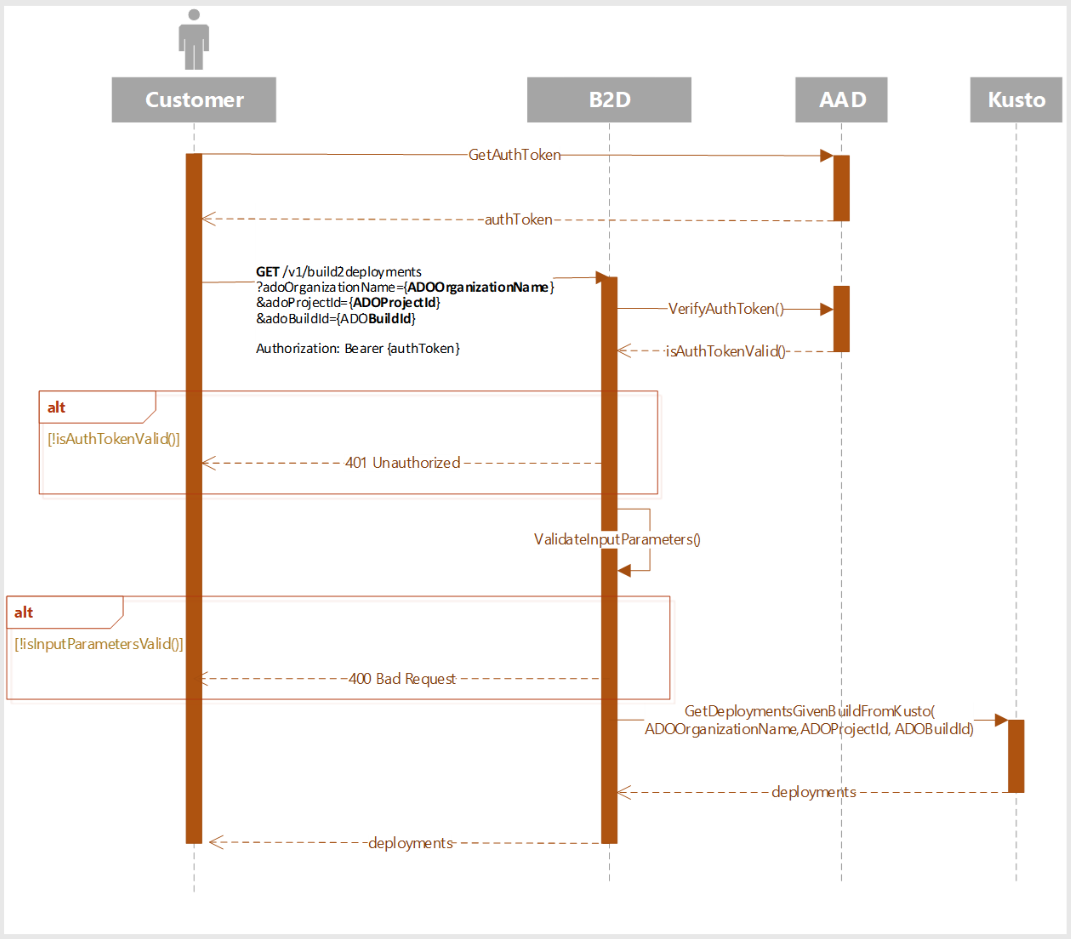 Customer
B2D
AAD
Kusto
GetAuthToken
authToken
GET /v1/build2deployments
?adoOrganizationName={ADOOrganizationName}
&adoProjectId={ADOProjectId}
&adoBuildId={ADOBuildId}
Authorization: Bearer {authToken}
VerifyAuthToken()
isAuthTokenValid()
alt
[!isAuthTokenValid()]
401 Unauthorized
ValidateInputParameters()
alt
[!isInputParametersValid()]
400 Bad Request
GetDeploymentsGivenBuildFromKusto(
ADOOrganizationName,ADOProjectId, ADOBuildId)
deployments
deployments